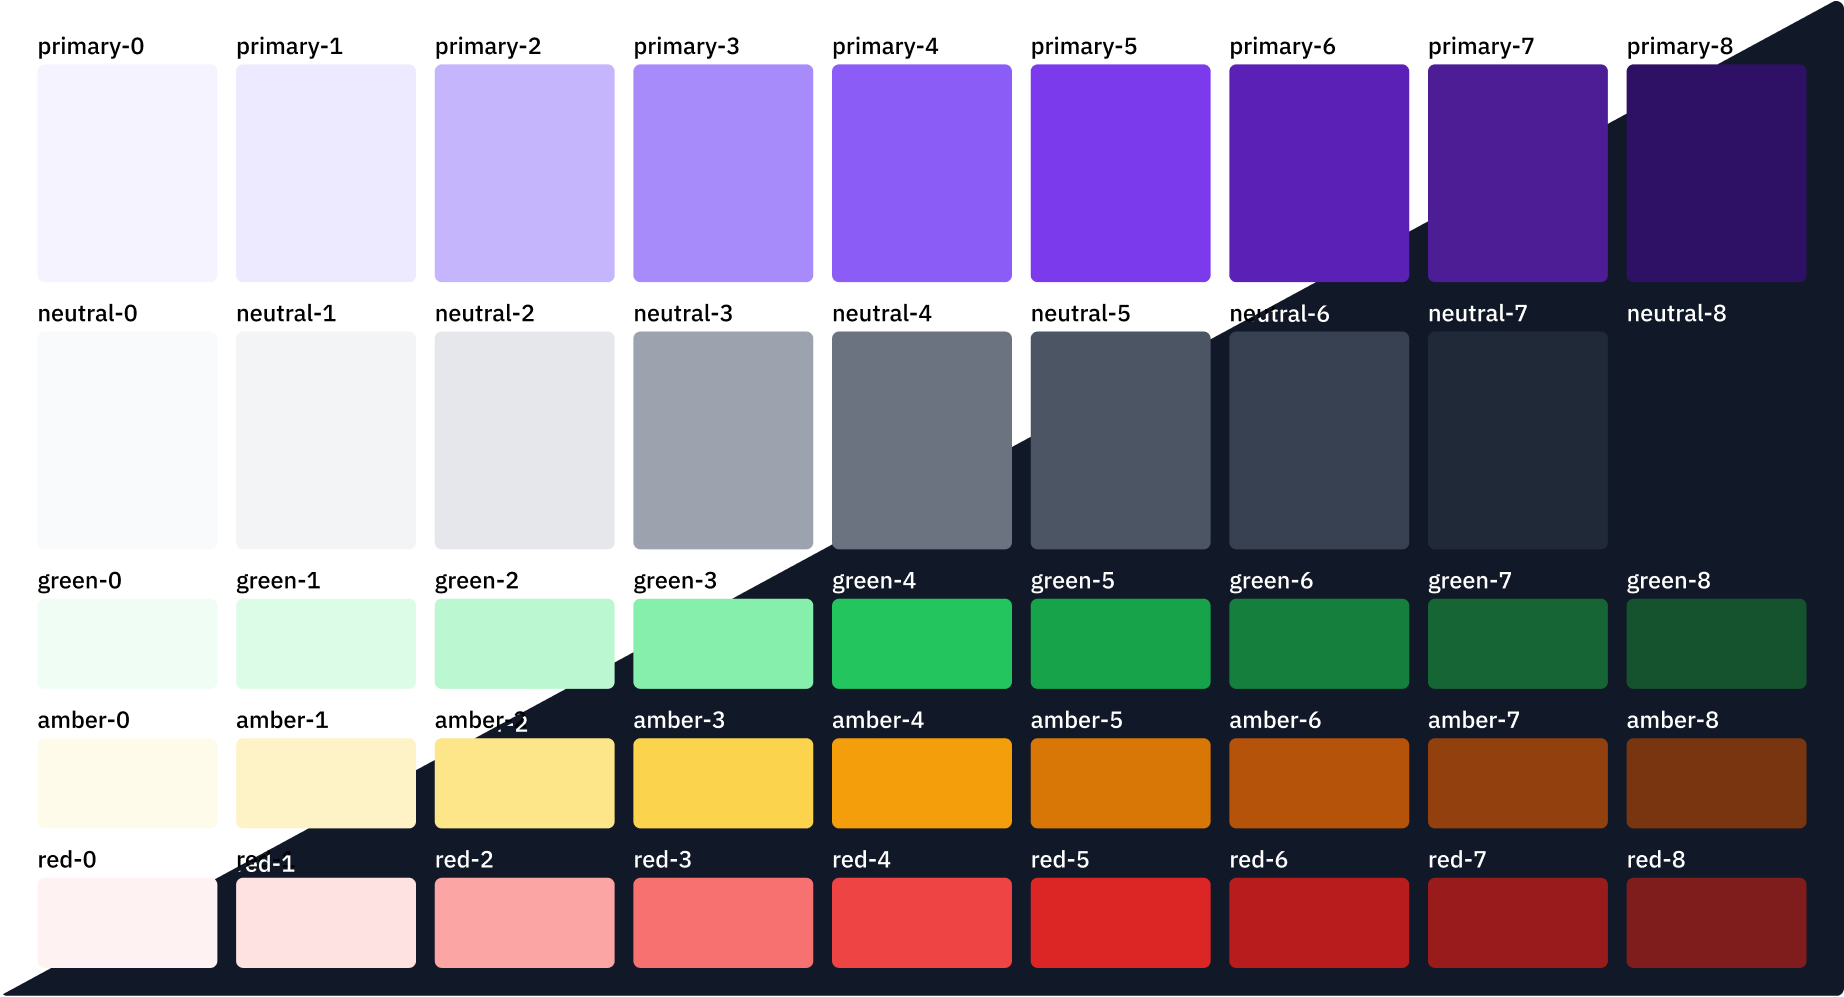 primary-0 primary-1 primary-2 primary-3 primary-4 primary-5 primary-6 primary-7 primary-8
neutral-0 neutral-1 neutral-2 neutral-3 neutral-4 neutral-5 neutral-6 neutral-7 neutral-8
green-0 green-1 green-2 green-3 green-4 green-5 green-6 green-7 green-8
amber-0 amber-1 amber-2 amber-3 amber-4 amber-5 amber-6 amber-7 amber-8
red-0 red-1 red-2 red-3 red-4 red-5 red-6 red-7 red-8